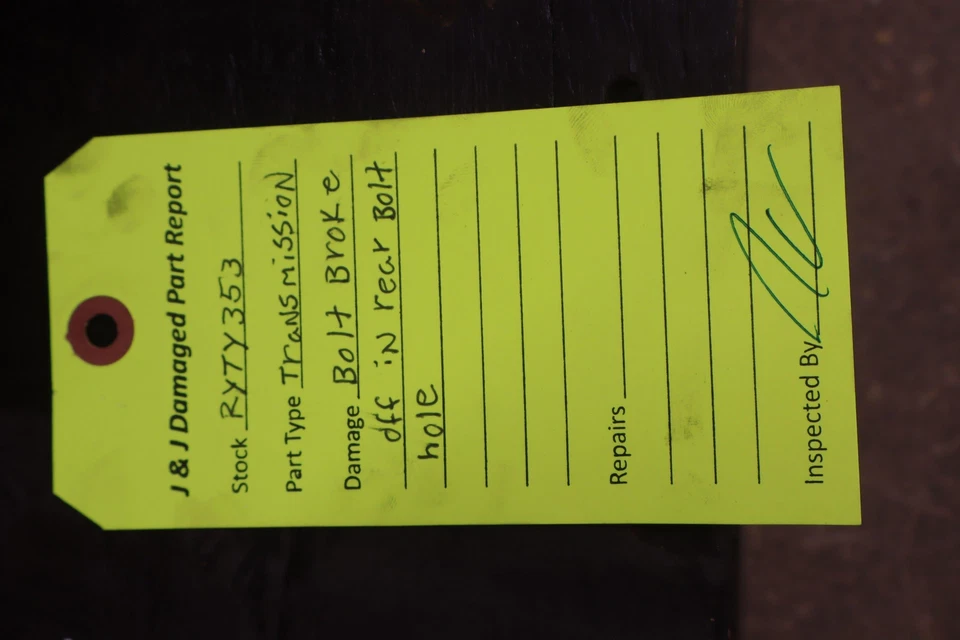 J & J Damaged Part Report
Stock RYTY353
Part Type TransmissioN
Damage Bolt Broke
off iN rear Bolt
hole
Repairs
Inspected By